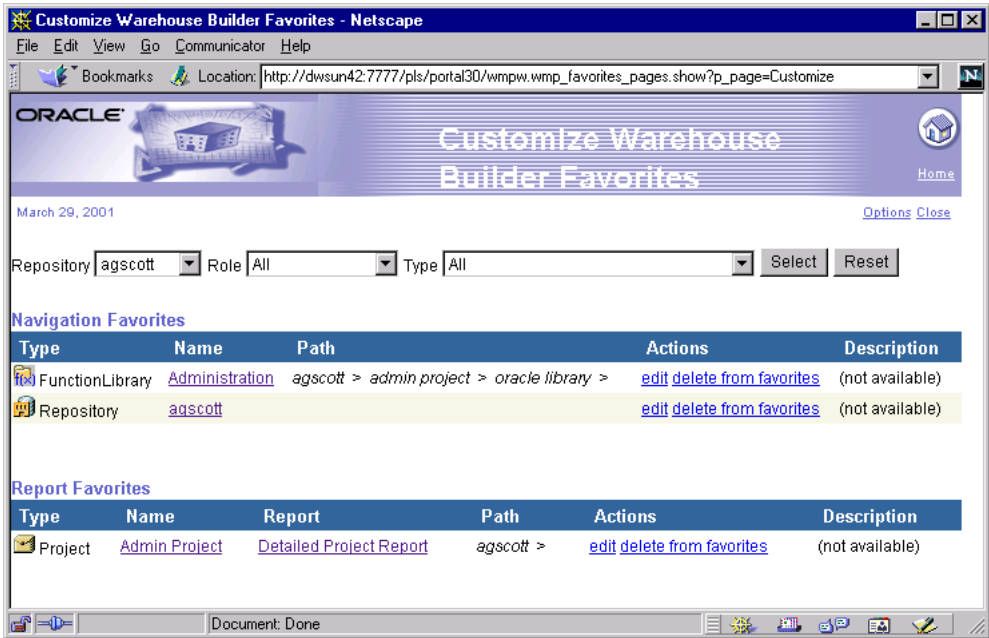 Customize Warehouse Builder Favorites - Netscape
File Edit View Go Communicator Help
Bookmarks Location: http://dwsun42:7777/pls/portal30/wmpw.wmp_favorites_pages.show?p_page=Customize N
ORACLE
Customize Warehouse
Builder Favorites
Home
March 29, 2001 Options Close
Repository agscott Role All Type All Select Reset
Navigation Favorites
Type Name Path Actions Description
f(x) FunctionLibrary Administration agscott > admin project > oracle library > edit delete from favorites (not available)
Repository agscott edit delete from favorites (not available)
Report Favorites
Type Name Report Path Actions Description
Project Admin Project Detailed Project Report agscott > edit delete from favorites (not available)
Document: Done